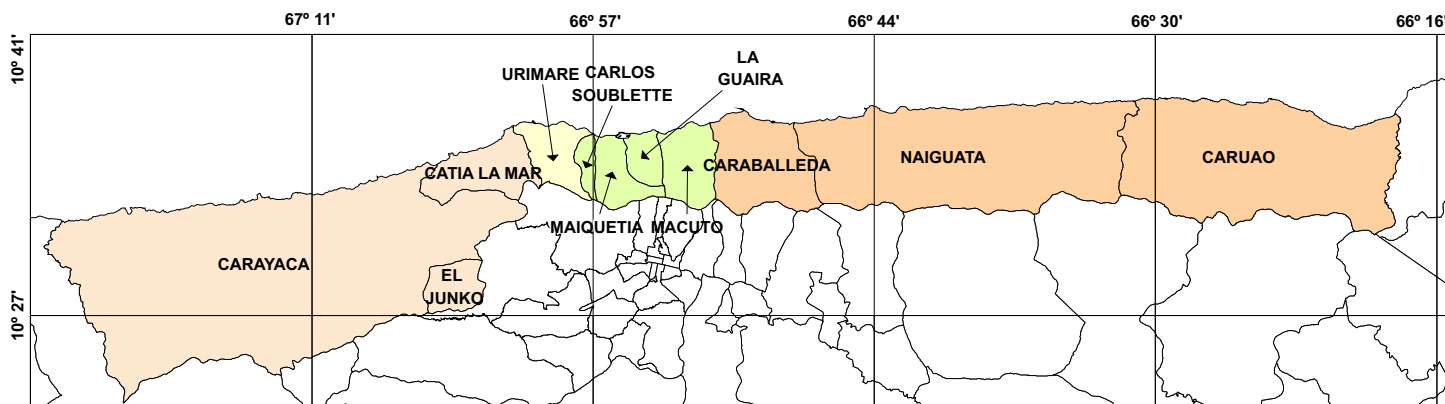 67º 11'
66º 57'
66º 44'
66º 30'
66º 16'
10º 41'
LA
GUAIRA
URIMARE
CARLOS
SOUBLETTE
CATIA LA MAR
CARABALLEDA
NAIGUATA
CARUAO
MAIQUETIA
MACUTO
CARAYACA
EL
JUNKO
10º 27'